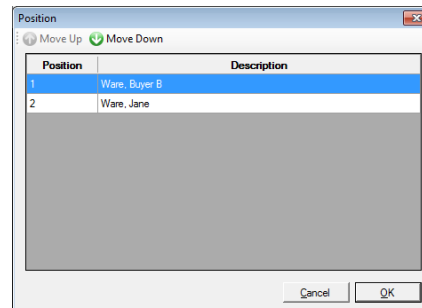 Position
Move Up Move Down
Position Description
1 Ware, Buyer B
2 Ware, Jane
Cancel OK